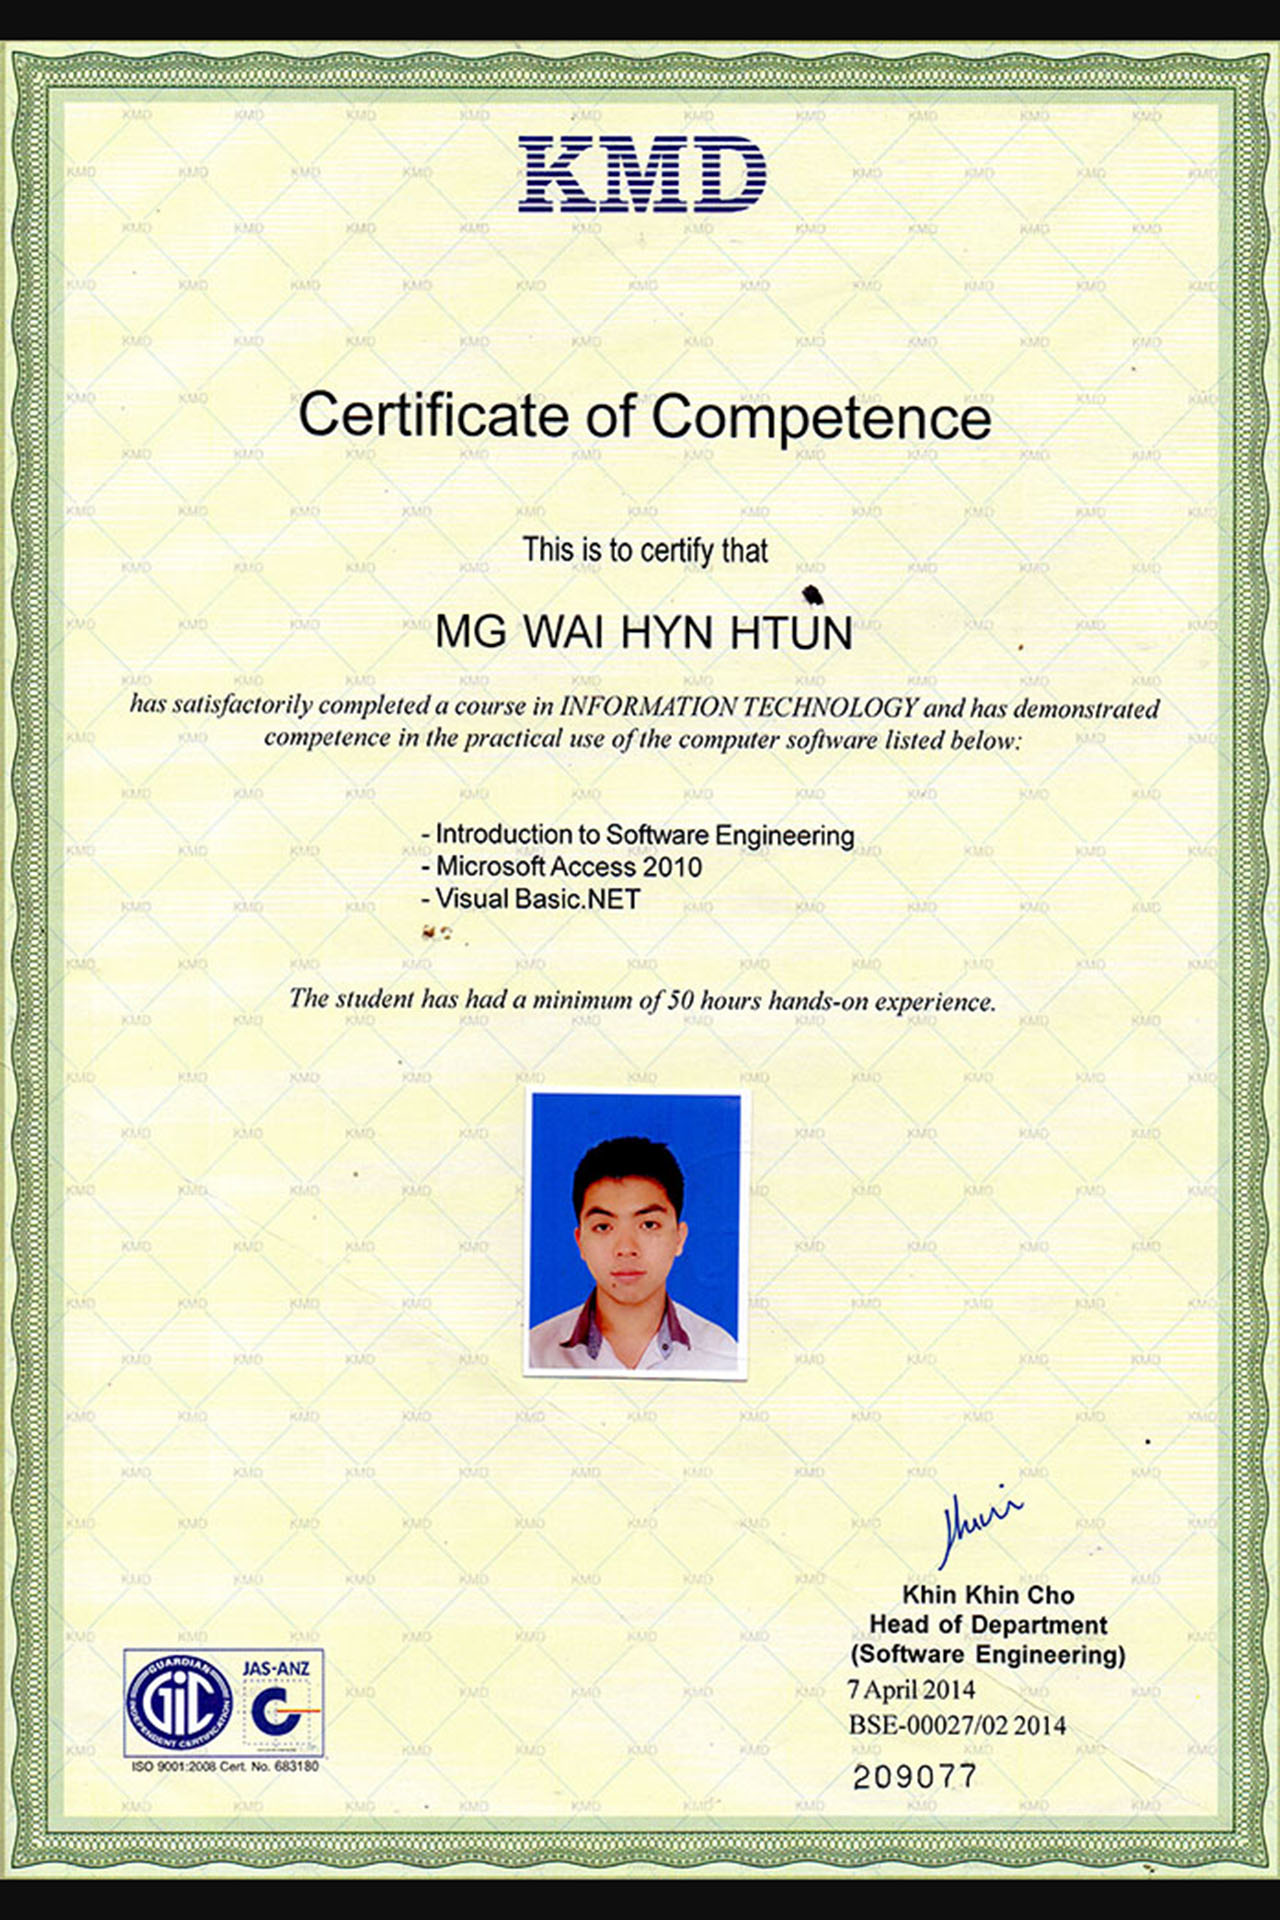 KMD
Certificate of Competence
This is to certify that
MG WAI HYN HTUN
has satisfactorily completed a course in INFORMATION TECHNOLOGY and has demonstrated
competence in the practical use of the computer software listed below:
- Introduction to Software Engineering
- Microsoft Access 2010
- Visual Basic.NET
The student has had a minimum of 50 hours hands-on experience.
Khin Khin Cho
Head of Department
(Software Engineering)
7 April 2014
BSE-00027/02 2014
209077
GUARDIAN
GIC
INDEPENDENT CERTIFICATION
JAS-ANZ
ISO 9001:2008 Cert. No. 683180